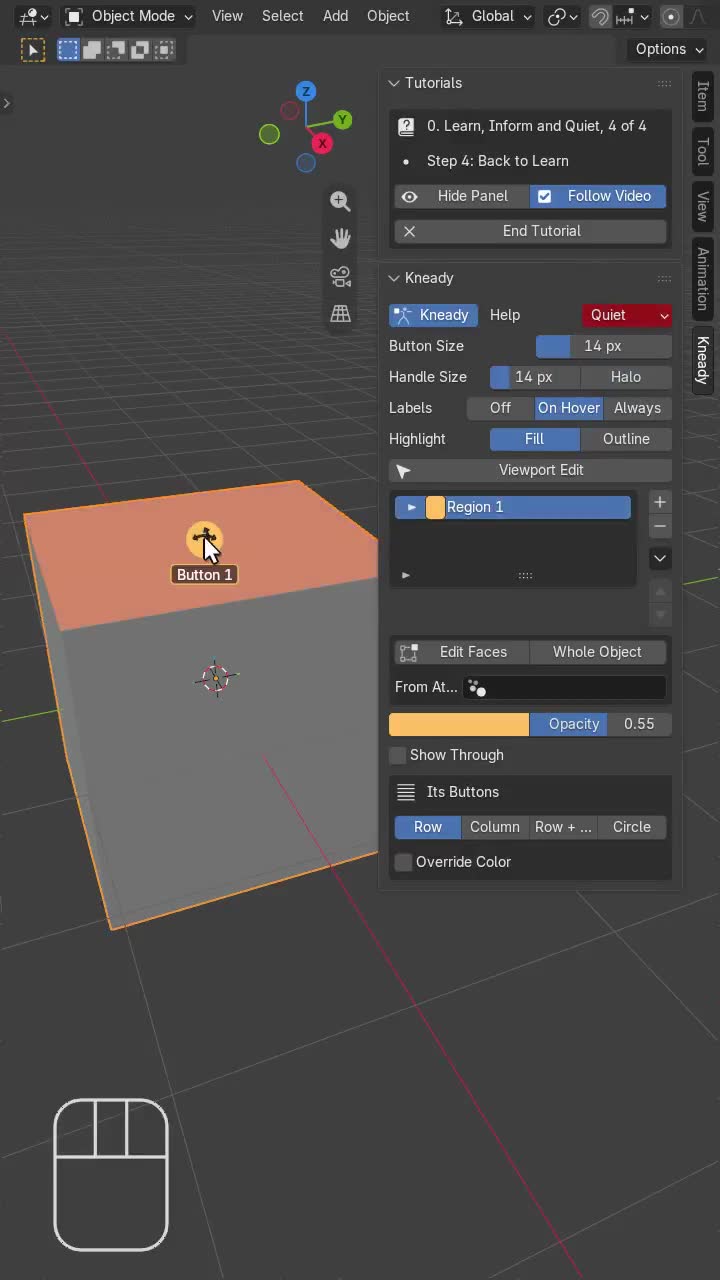 Object Mode View Select Add Object Global
Options
Tutorials
0. Learn, Inform and Quiet, 4 of 4
Step 4: Back to Learn
Hide Panel Follow Video
End Tutorial
Kneady
Kneady Help Quiet
Button Size 14 px
Handle Size 14 px Halo
Labels Off On Hover Always
Highlight Fill Outline
Viewport Edit
Region 1
Edit Faces Whole Object
From At...
Opacity 0.55
Show Through
Its Buttons
Row Column Row + ... Circle
Override Color
Item
Tool
View
Animation
Kneady
Z
Y
X
Button 1